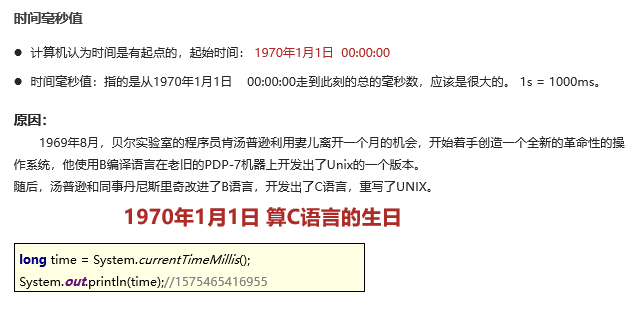 时间毫秒值
● 计算机认为时间是有起点的，起始时间： 1970年1月1日 00:00:00
● 时间毫秒值：指的是从1970年1月1日 00:00:00走到此刻的总的毫秒数，应该是很大的。 1s = 1000ms。
原因：
1969年8月，贝尔实验室的程序员肯汤普逊利用妻儿离开一个月的机会，开始着手创造一个全新的革命性的操
作系统，他使用B编译语言在老旧的PDP-7机器上开发出了Unix的一个版本。
随后，汤普逊和同事丹尼斯里奇改进了B语言，开发出了C语言，重写了UNIX。
1970年1月1日 算C语言的生日
long time = System.currentTimeMillis();
System.out.println(time);//1575465416955